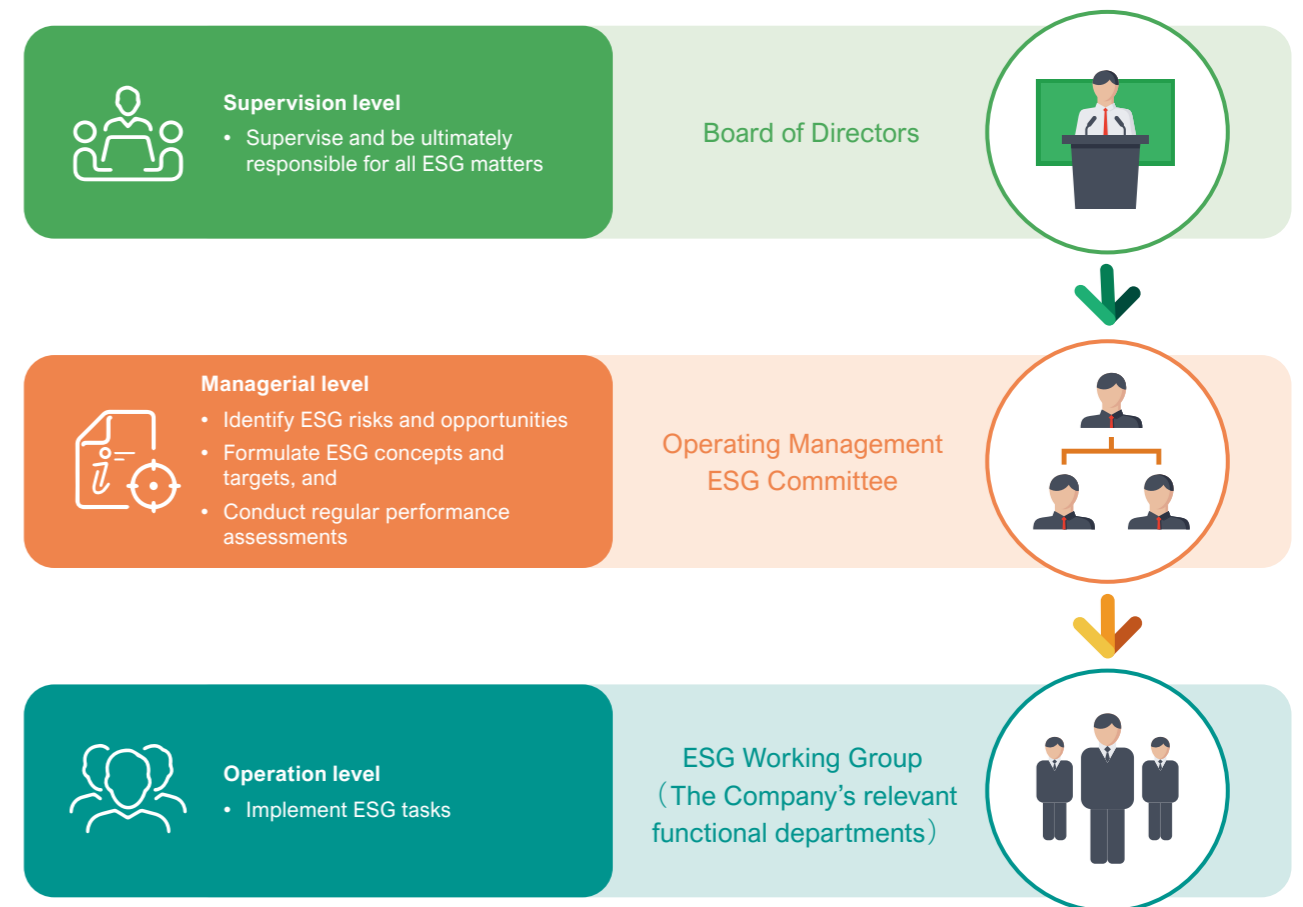 Supervision level
• Supervise and be ultimately
responsible for all ESG matters
Board of Directors
Managerial level
• Identify ESG risks and opportunities
• Formulate ESG concepts and
targets, and
• Conduct regular performance
assessments
Operating Management
ESG Committee
Operation level
• Implement ESG tasks
ESG Working Group
（The Company’s relevant
functional departments）